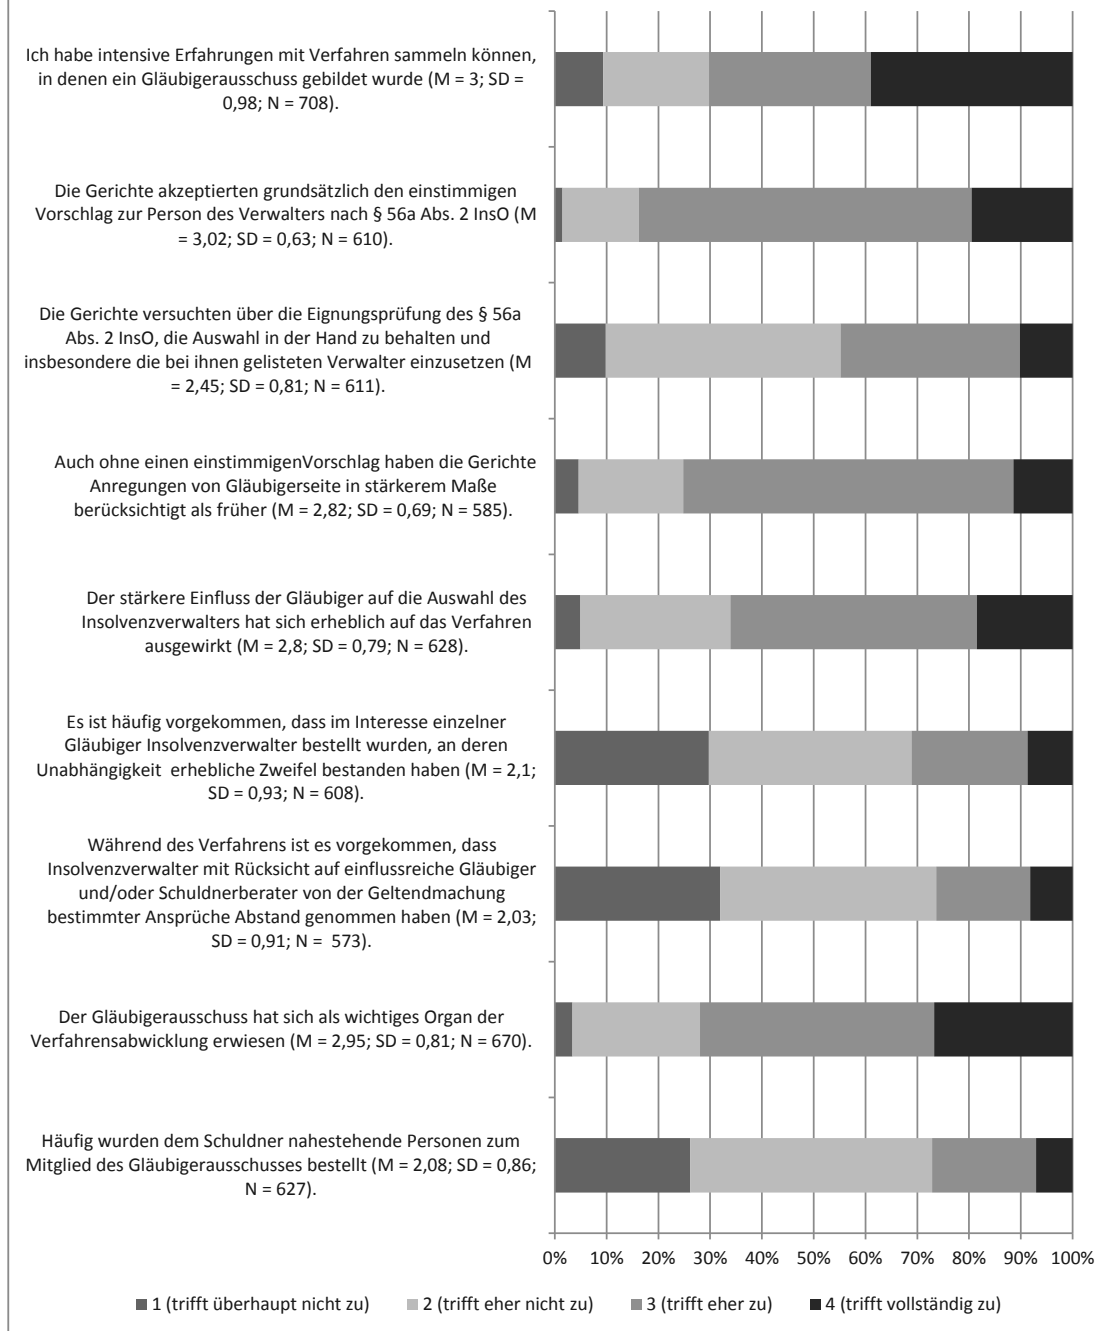 Ich habe intensive Erfahrungen mit Verfahren sammeln können,
in denen ein Gläubigerausschuss gebildet wurde (M = 3; SD =
0,98; N = 708).
Die Gerichte akzeptierten grundsätzlich den einstimmigen
Vorschlag zur Person des Verwalters nach § 56a Abs. 2 InsO (M
= 3,02; SD = 0,63; N = 610).
Die Gerichte versuchten über die Eignungsprüfung des § 56a
Abs. 2 InsO, die Auswahl in der Hand zu behalten und
insbesondere die bei ihnen gelisteten Verwalter einzusetzen (M
= 2,45; SD = 0,81; N = 611).
Auch ohne einen einstimmigenVorschlag haben die Gerichte
Anregungen von Gläubigerseite in stärkerem Maße
berücksichtigt als früher (M = 2,82; SD = 0,69; N = 585).
Der stärkere Einfluss der Gläubiger auf die Auswahl des
Insolvenzverwalters hat sich erheblich auf das Verfahren
ausgewirkt (M = 2,8; SD = 0,79; N = 628).
Es ist häufig vorgekommen, dass im Interesse einzelner
Gläubiger Insolvenzverwalter bestellt wurden, an deren
Unabhängigkeit erhebliche Zweifel bestanden haben (M = 2,1;
SD = 0,93; N = 608).
Während des Verfahrens ist es vorgekommen, dass
Insolvenzverwalter mit Rücksicht auf einflussreiche Gläubiger
und/oder Schuldnerberater von der Geltendmachung
bestimmter Ansprüche Abstand genommen haben (M = 2,03;
SD = 0,91; N = 573).
Der Gläubigerausschuss hat sich als wichtiges Organ der
Verfahrensabwicklung erwiesen (M = 2,95; SD = 0,81; N = 670).
Häufig wurden dem Schuldner nahestehende Personen zum
Mitglied des Gläubigerausschusses bestellt (M = 2,08; SD = 0,86;
N = 627).
0% 10% 20% 30% 40% 50% 60% 70% 80% 90% 100%
1 (trifft überhaupt nicht zu) 2 (trifft eher nicht zu) 3 (trifft eher zu) 4 (trifft vollständig zu)